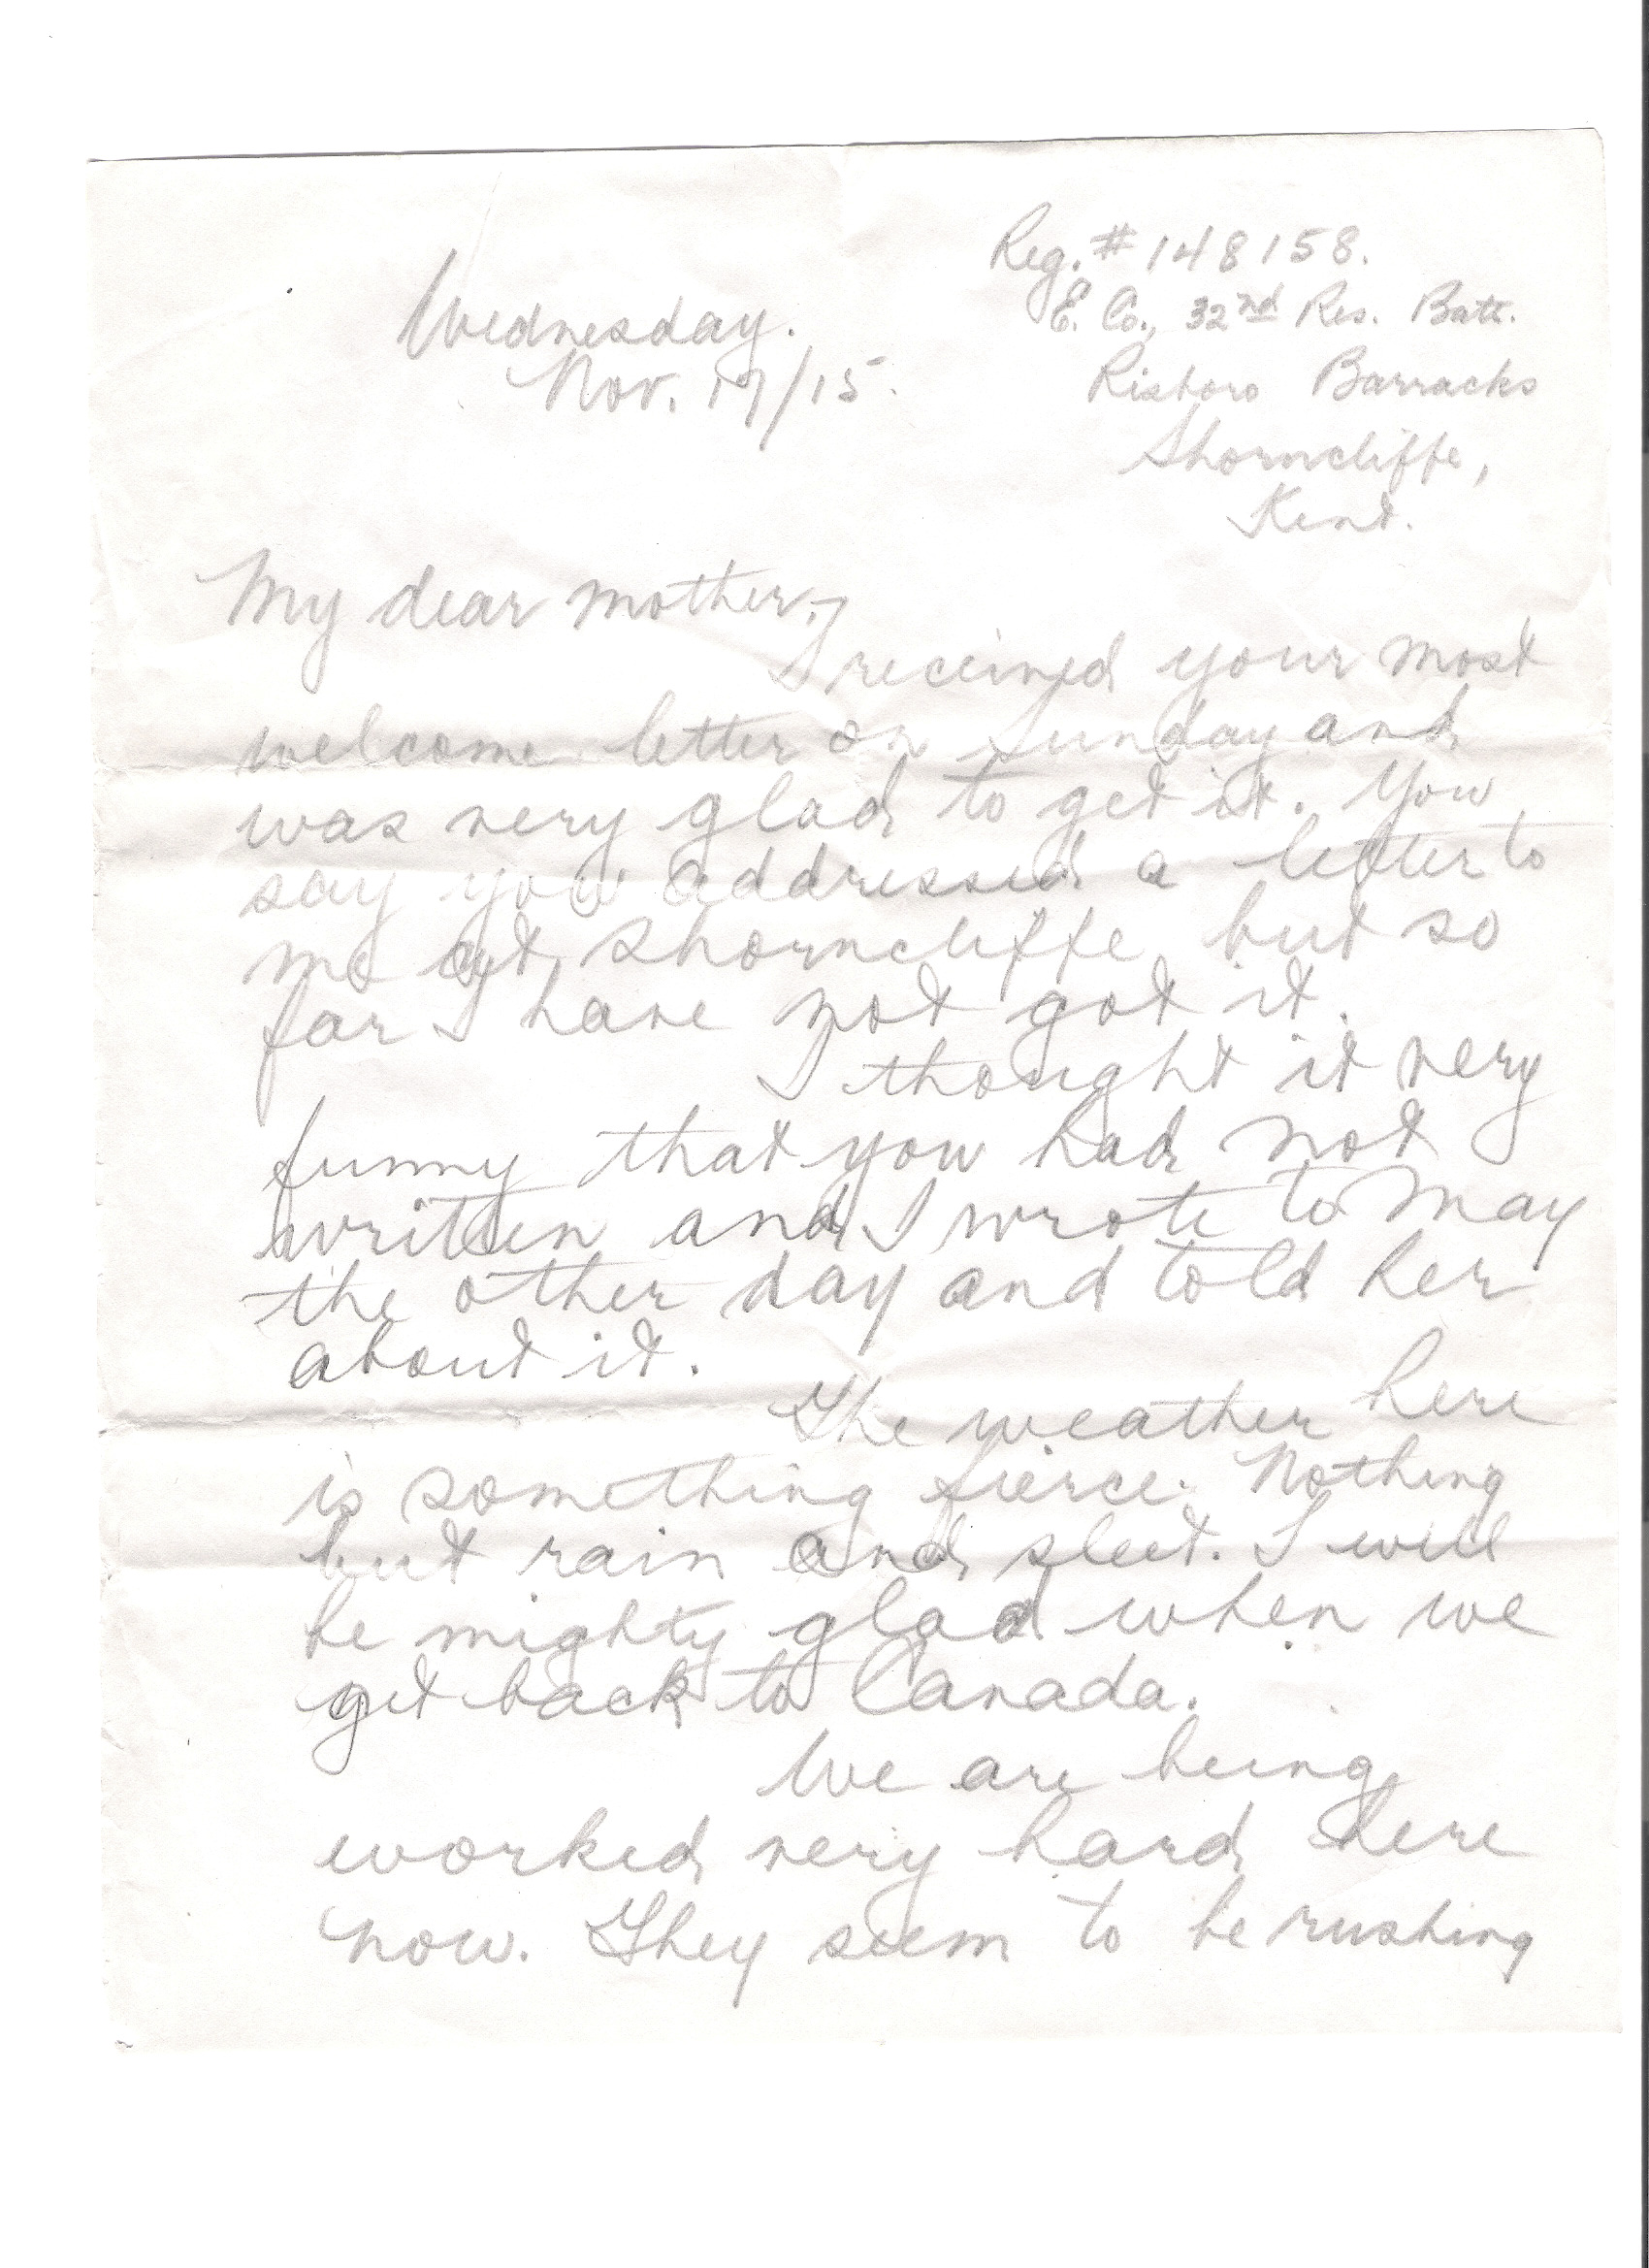 Reg. # 148158.
E. Co., 32nd Res. Batt.
Risboro Barracks
Shorncliffe,
Kent.
Wednesday.
Nov. 17/15.
My dear mother,
I received your most
welcome letter on Sunday and
was very glad to get it. You
say you addressed a letter to
me at Shorncliffe but so
far I have not got it.
I thought it very
funny that you had not
written and I wrote to May
the other day and told her
about it.
The weather here
is something fierce. Nothing
but rain and sleet. I will
be mighty glad when we
get back to Canada.
We are being
worked very hard here
now. They seem to be rushing